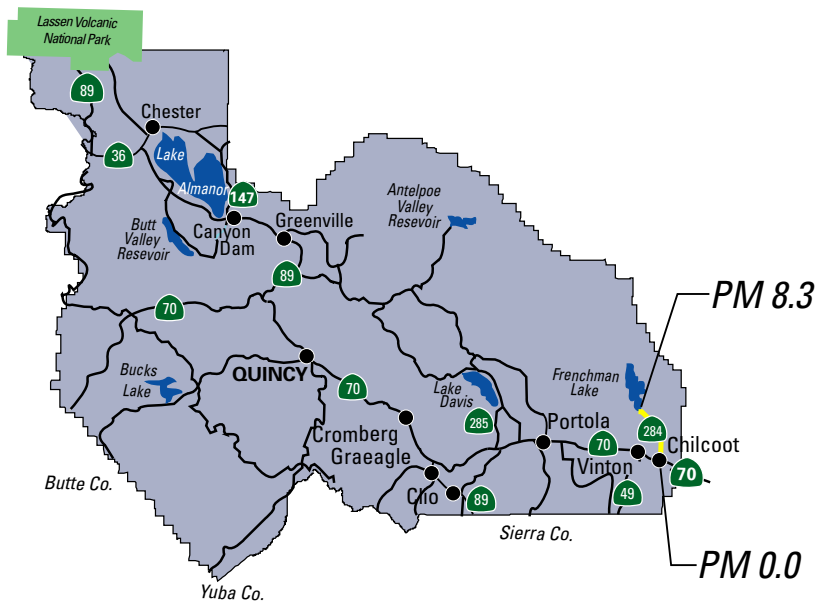 Lassen Volcanic
National Park
89
Chester
36
Lake
Almanor
147
Antelpoe
Valley
Resevoir
Butt
Valley
Resevoir
Canyon
Dam
Greenville
89
70
PM 8.3
Bucks
Lake
QUINCY
70
Lake
Davis
285
Frenchman
Lake
284
Cromberg
Graeagle
Portola
70
Vinton
Chilcoot
70
Clio
89
49
Butte Co.
Sierra Co.
PM 0.0
Yuba Co.